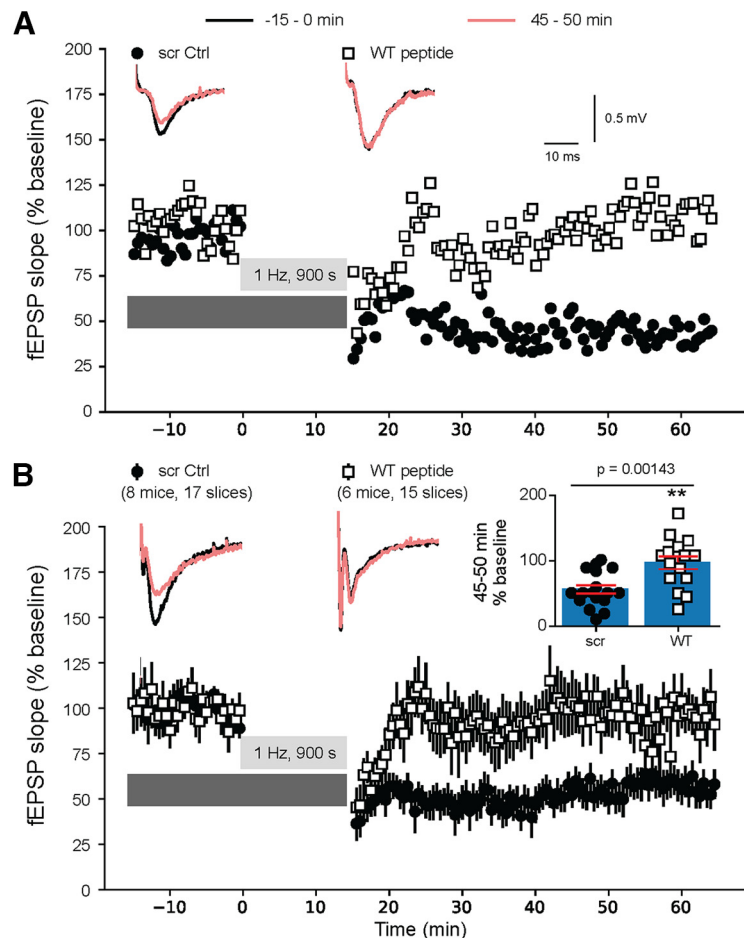 A
-15 - 0 min
45 - 50 min
scr Ctrl
WT peptide
0.5 mV
10 ms
fEPSP slope (% baseline)
200
175
150
125
100
75
50
25
0
1 Hz, 900 s
−10
0
10
20
30
40
50
60
B
scr Ctrl
(8 mice, 17 slices)
WT peptide
(6 mice, 15 slices)
p = 0.00143
**
45-50 min
% baseline
200
100
0
scr
WT
fEPSP slope (% baseline)
200
175
150
125
100
75
50
25
0
1 Hz, 900 s
−10
0
10
20
30
40
50
60
Time (min)